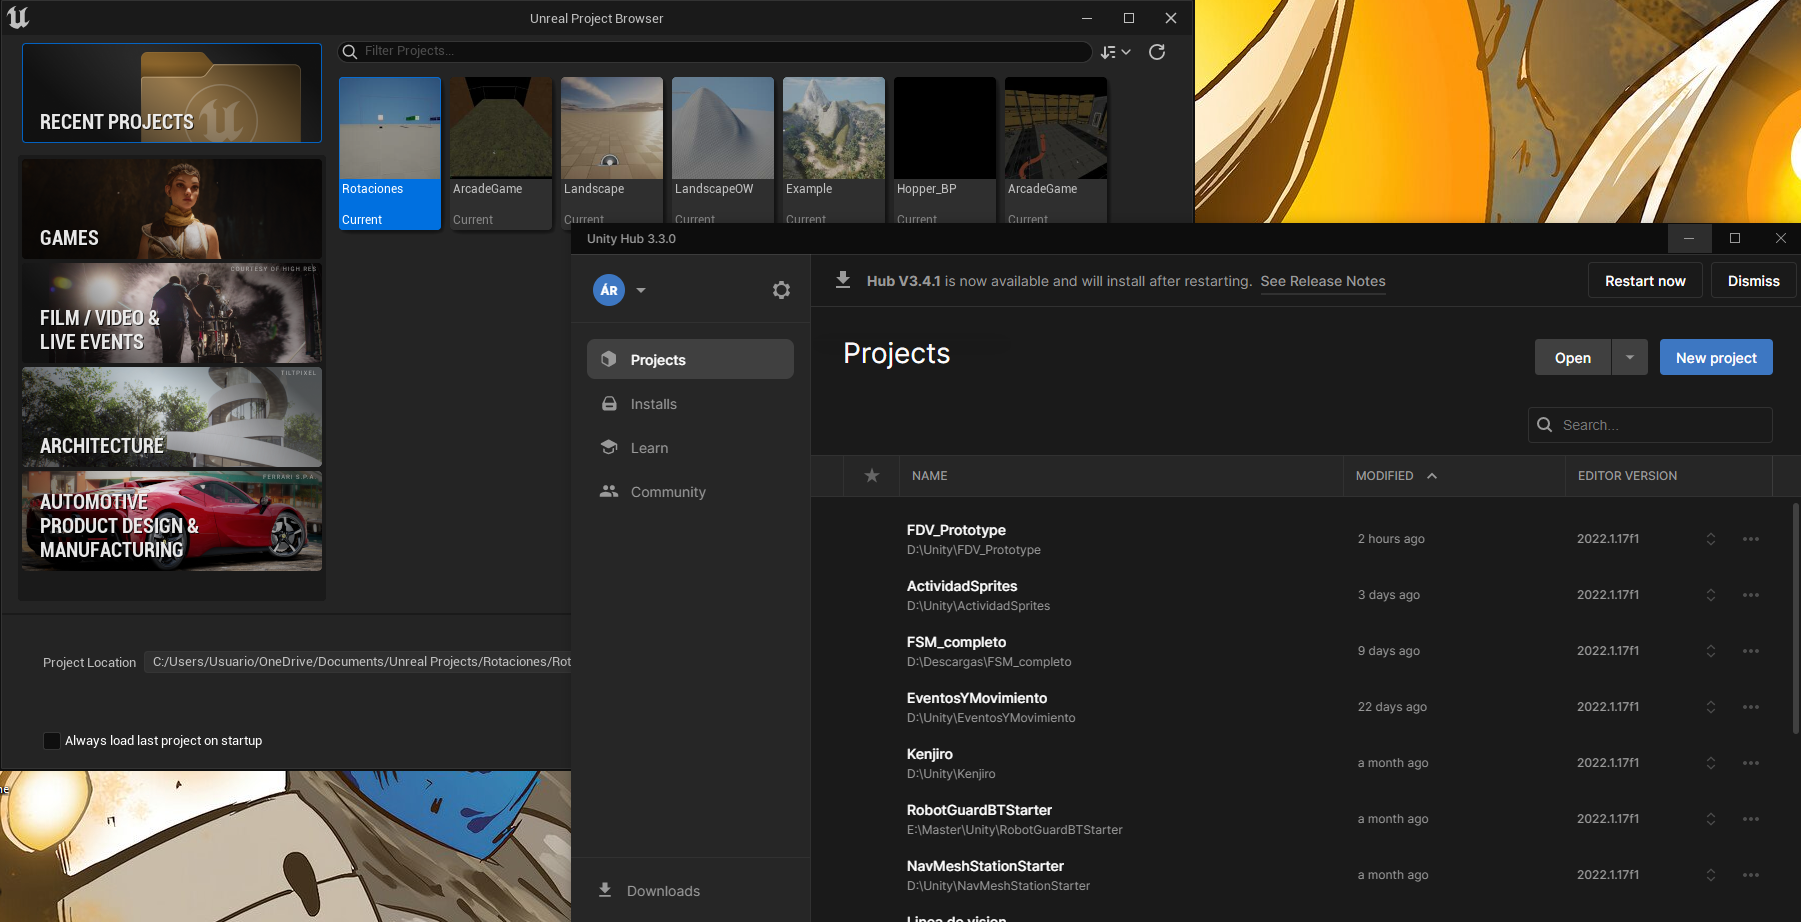 Unreal Project Browser
RECENT PROJECTS
GAMES
COURTESY OF HIGH RES
FILM / VIDEO &
LIVE EVENTS
TILTPIXEL
ARCHITECTURE
FERRARI S.P.A
AUTOMOTIVE
PRODUCT DESIGN &
MANUFACTURING
Filter Projects...
Rotaciones
Current
ArcadeGame
Current
Landscape
Current
LandscapeOW
Current
Example
Current
Hopper_BP
Current
ArcadeGame
Current
Project Location C:/Users/Usuario/OneDrive/Documents/Unreal Projects/Rotaciones/Rot
Always load last project on startup
Unity Hub 3.3.0
ÁR
Projects
Installs
Learn
Community
Downloads
Hub V3.4.1 is now available and will install after restarting. See Release Notes
Restart now
Dismiss
Projects
Open
New project
Search...
NAME MODIFIED EDITOR VERSION
FDV_Prototype
D:\Unity\FDV_Prototype
2 hours ago
2022.1.17f1
ActividadSprites
D:\Unity\ActividadSprites
3 days ago
2022.1.17f1
FSM_completo
D:\Descargas\FSM_completo
9 days ago
2022.1.17f1
EventosYMovimiento
D:\Unity\EventosYMovimiento
22 days ago
2022.1.17f1
Kenjiro
D:\Unity\Kenjiro
a month ago
2022.1.17f1
RobotGuardBTStarter
E:\Master\Unity\RobotGuardBTStarter
a month ago
2022.1.17f1
NavMeshStationStarter
D:\Unity\NavMeshStationStarter
a month ago
2022.1.17f1
Linea de vision